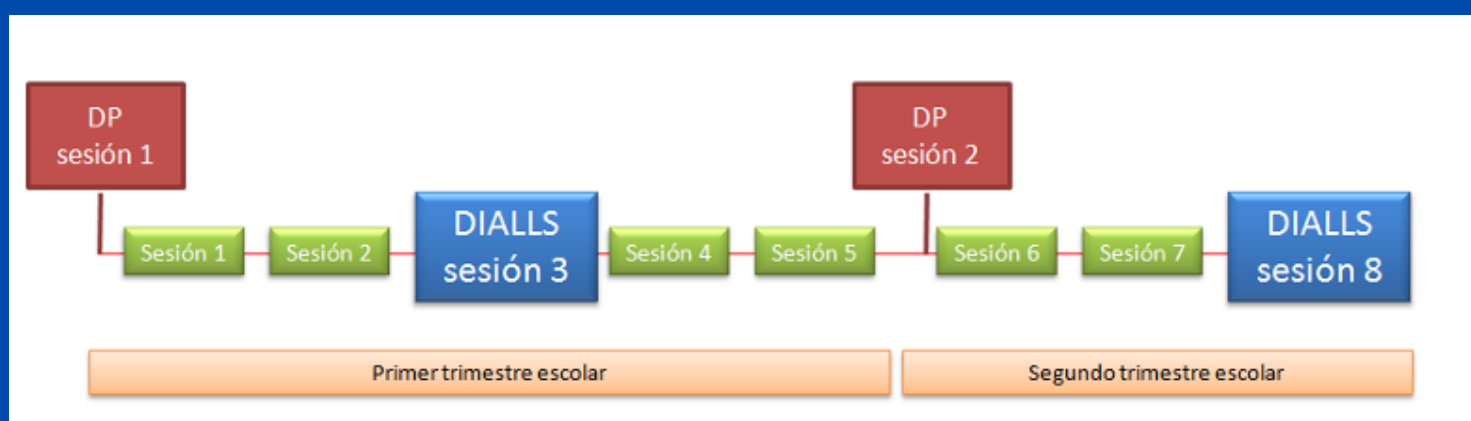 DP
sesión 1
DP
sesión 2
Sesión 1
Sesión 2
DIALLS
sesión 3
Sesión 4
Sesión 5
Sesión 6
Sesión 7
DIALLS
sesión 8
Primer trimestre escolar
Segundo trimestre escolar